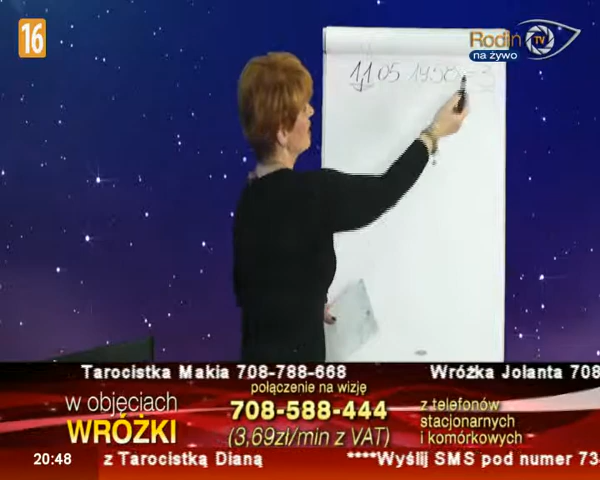 16
Rodin TV
na żywo
11 05 1958 = 3
Tarocistka Makia 708-788-668 Wróżka Jolanta 708
w objęciach
WRÓŻKI
połączenie na wizję
708-588-444
(3,69zł/min z VAT)
z telefonów
stacjonarnych
i komórkowych
20:48
z Tarocistką Dianą ****Wyślij SMS pod numer 73